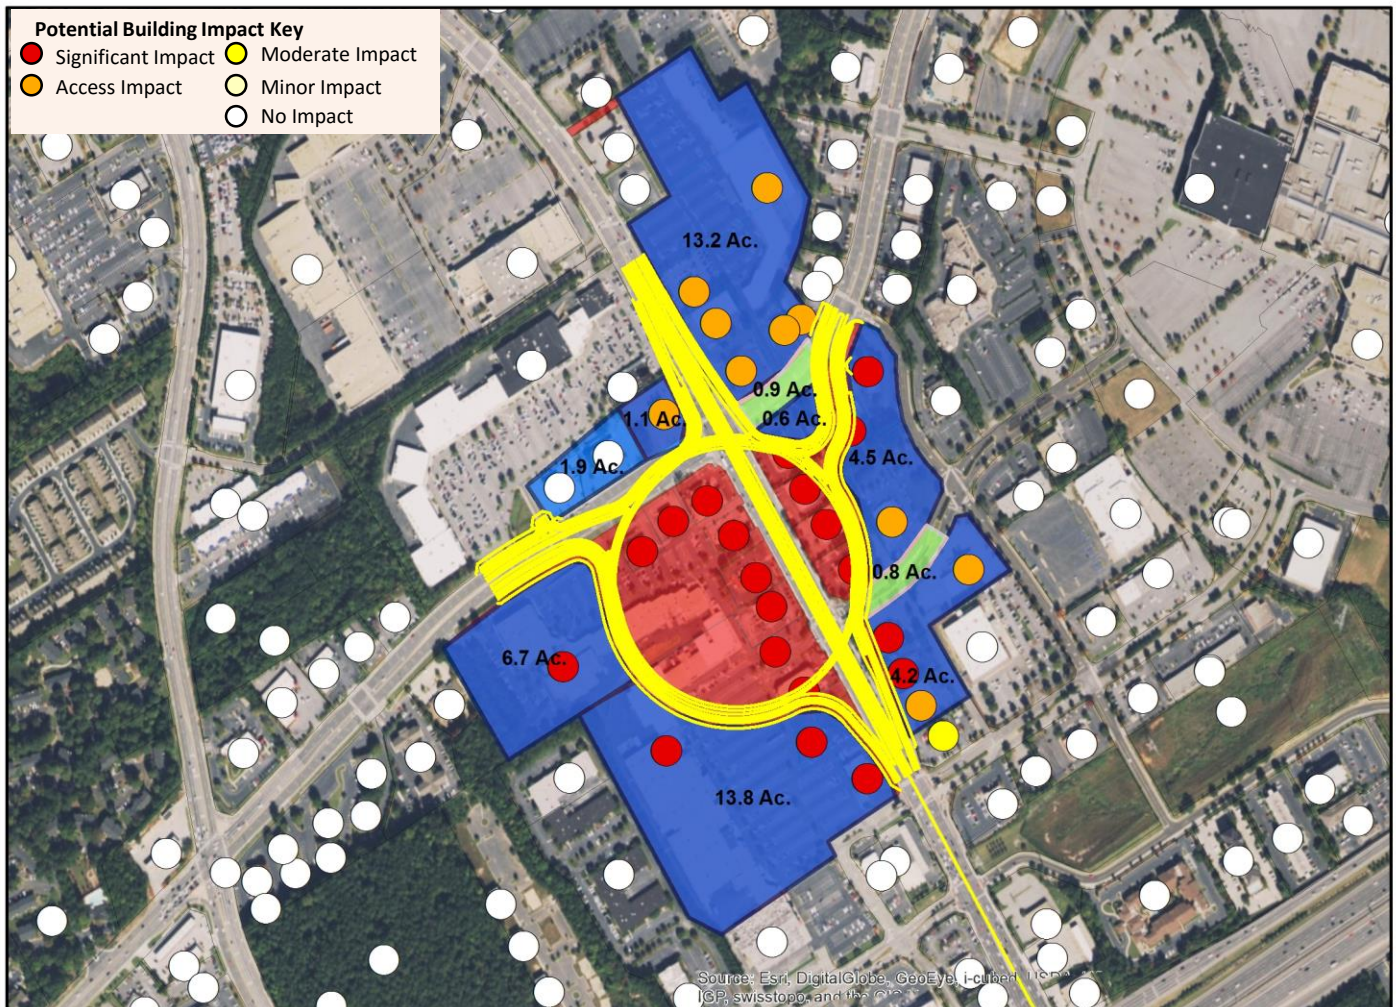 Potential Building Impact Key
Significant Impact
Moderate Impact
Access Impact
Minor Impact
No Impact
13.2 Ac.
0.9 Ac.
1.1 Ac.
0.6 Ac.
4.5 Ac.
1.9 Ac.
0.8 Ac.
6.7 Ac.
4.2 Ac.
13.8 Ac.
Source: Esri, DigitalGlobe, GeoEye, i-cubed,
IGP, swisstopo, and the GIS